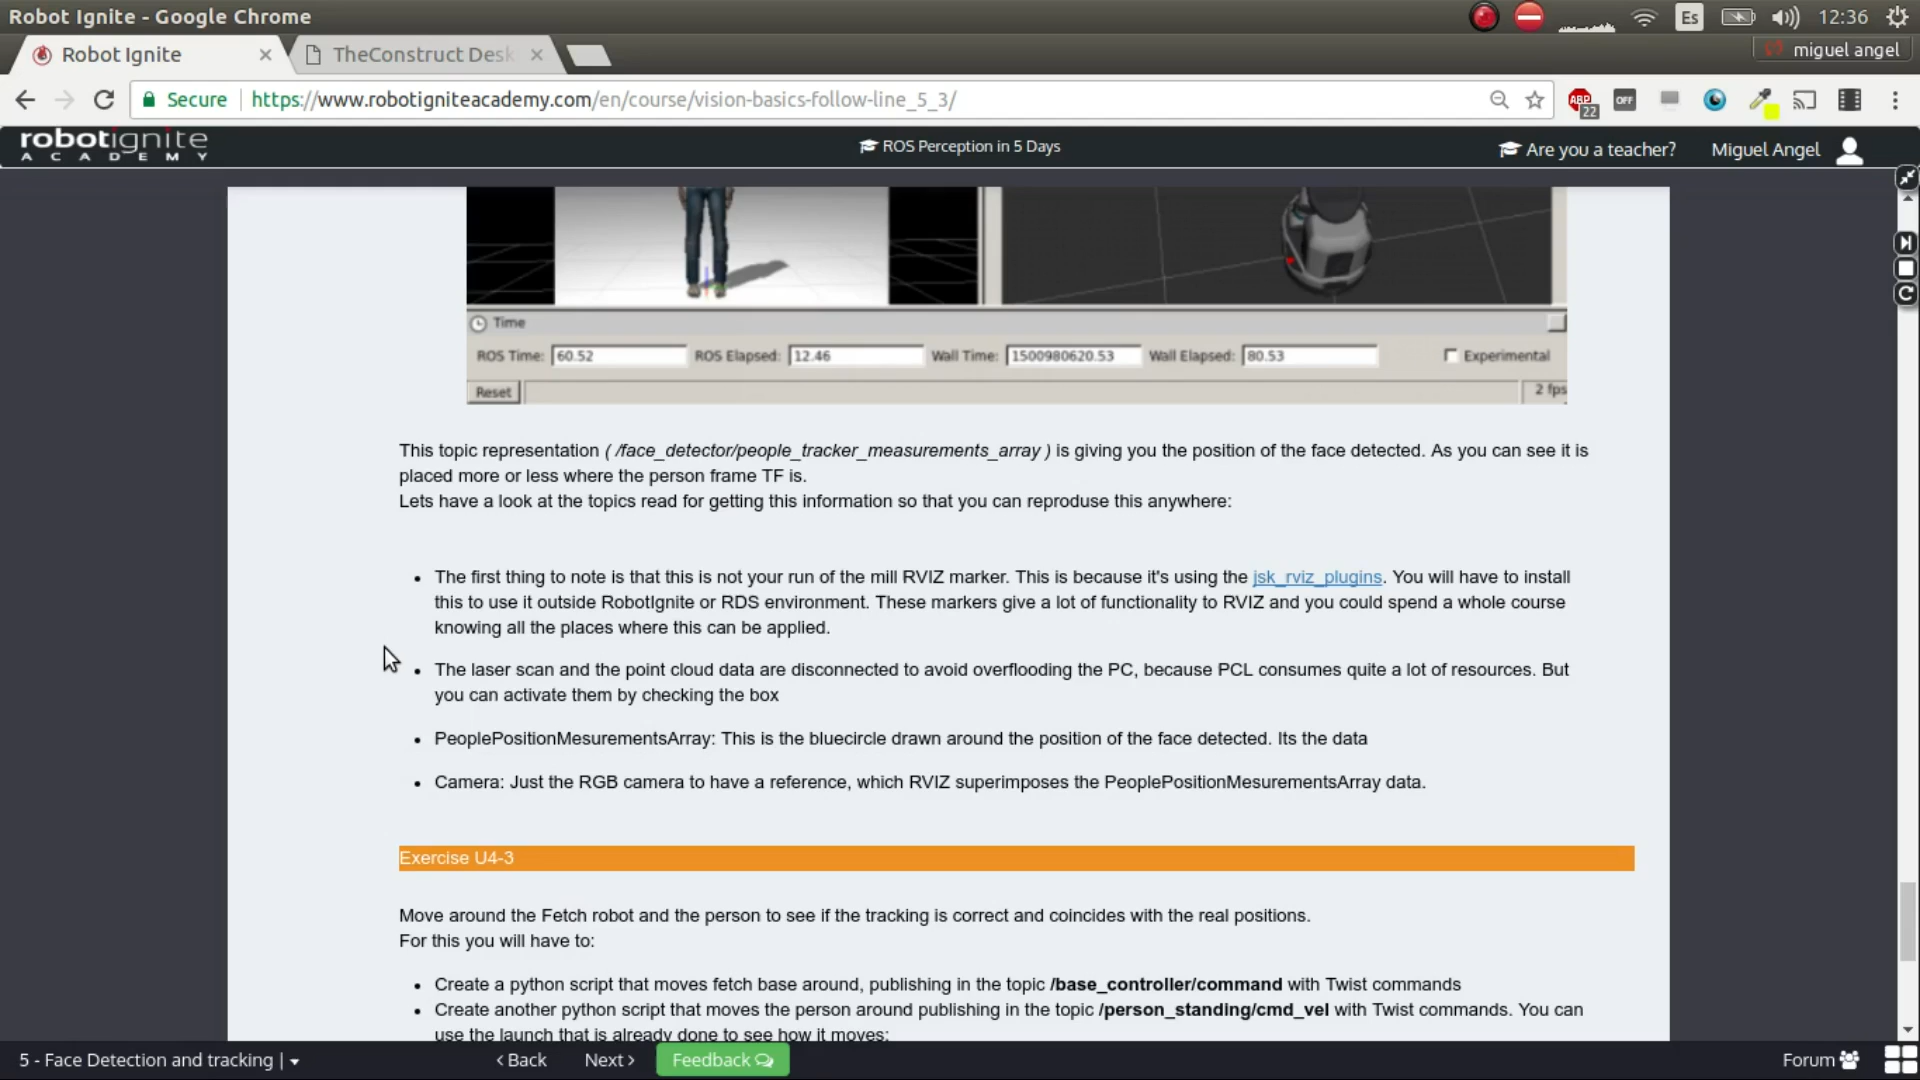 Robot Ignite - Google Chrome
Es
12:36
Robot Ignite
TheConstruct Desk
miguel angel
Secure
https://www.robotigniteacademy.com/en/course/vision-basics-follow-line_5_3/
ABP
22
OFF
robotignite
ACADEMY
ROS Perception in 5 Days
Are you a teacher?
Miguel Angel
Time
ROS Time: 60.52
ROS Elapsed: 12.46
Wall Time: 1500980620.53
Wall Elapsed: 80.53
Experimental
Reset
2 fps
This topic representation ( /face_detector/people_tracker_measurements_array ) is giving you the position of the face detected. As you can see it is
placed more or less where the person frame TF is.
Lets have a look at the topics read for getting this information so that you can reproduse this anywhere:
• The first thing to note is that this is not your run of the mill RVIZ marker. This is because it's using the jsk_rviz_plugins. You will have to install
this to use it outside RobotIgnite or RDS environment. These markers give a lot of functionality to RVIZ and you could spend a whole course
knowing all the places where this can be applied.
• The laser scan and the point cloud data are disconnected to avoid overflooding the PC, because PCL consumes quite a lot of resources. But
you can activate them by checking the box
• PeoplePositionMesurementsArray: This is the bluecircle drawn around the position of the face detected. Its the data
• Camera: Just the RGB camera to have a reference, which RVIZ superimposes the PeoplePositionMesurementsArray data.
Exercise U4-3
Move around the Fetch robot and the person to see if the tracking is correct and coincides with the real positions.
For this you will have to:
• Create a python script that moves fetch base around, publishing in the topic /base_controller/command with Twist commands
• Create another python script that moves the person around publishing in the topic /person_standing/cmd_vel with Twist commands. You can
use the launch that is already done to see how it moves:
5 - Face Detection and tracking |
< Back
Next >
Feedback
Forum